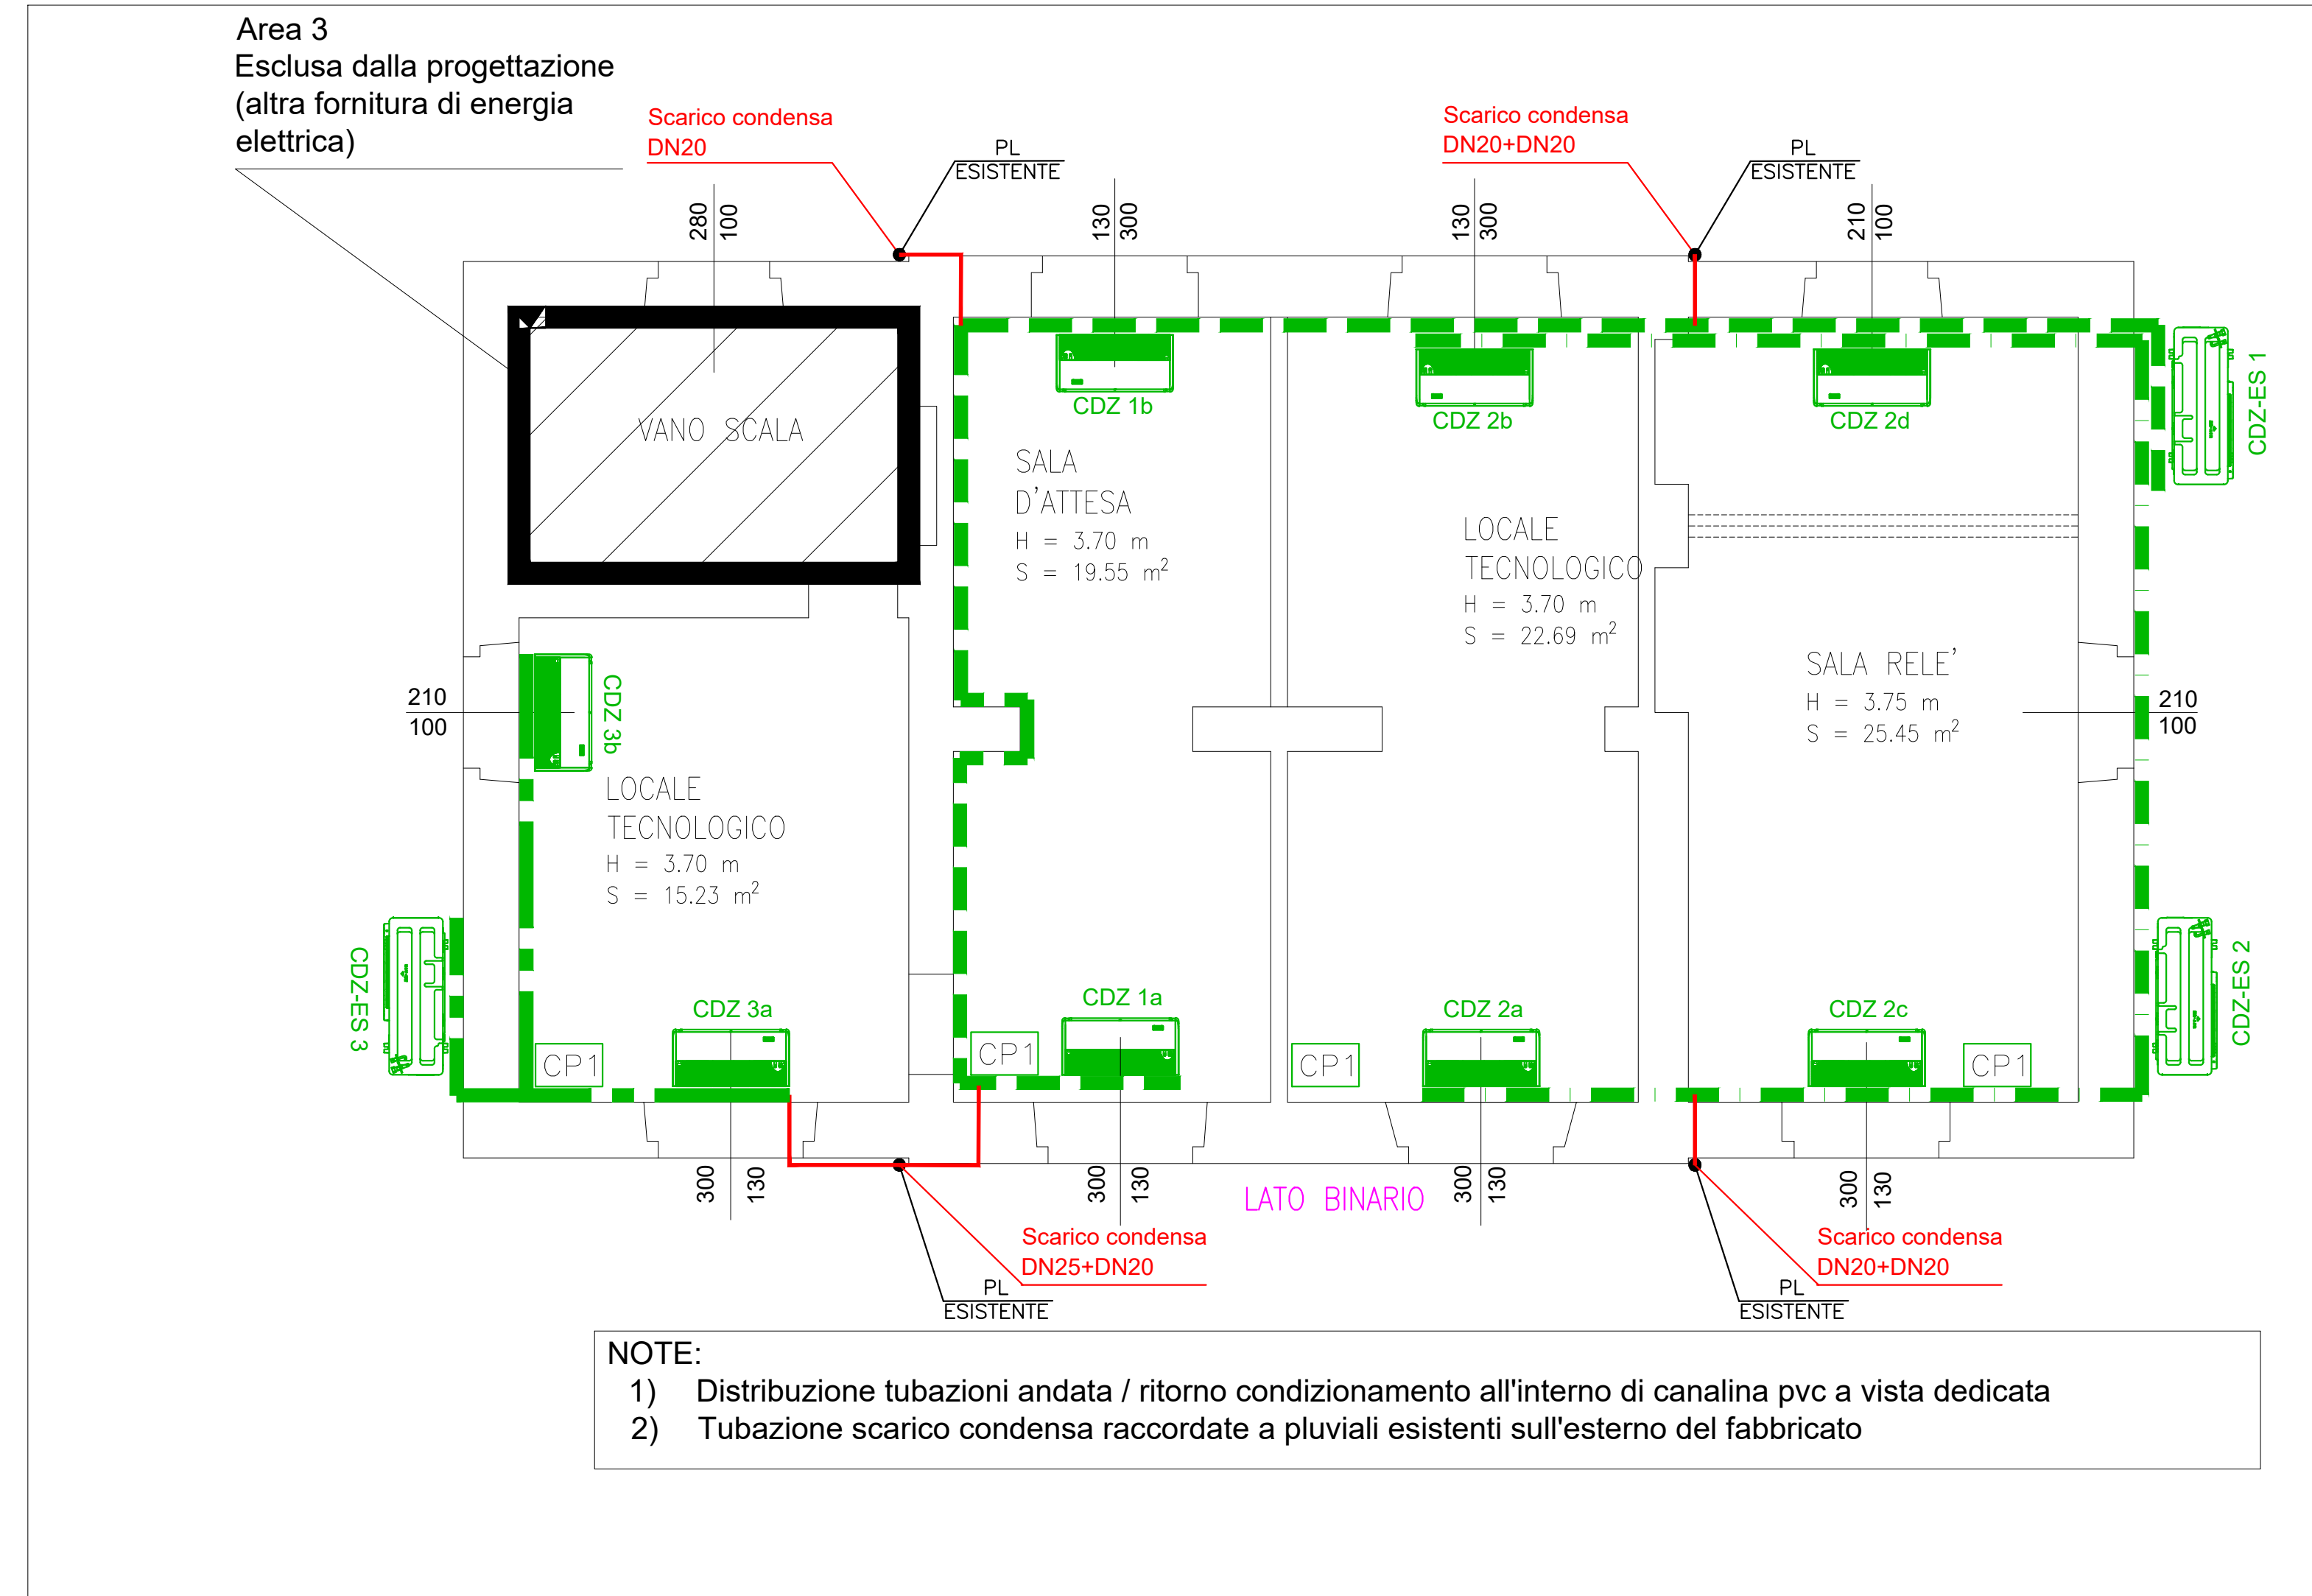 Area 3
Esclusa dalla progettazione
(altra fornitura di energia
elettrica)
Scarico condensa
DN20
PL
ESISTENTE
Scarico condensa
DN20+DN20
PL
ESISTENTE
280
100
130
300
130
300
210
100
CDZ 1b
CDZ 2b
CDZ 2d
CDZ-ES 1
VANO SCALA
SALA
D'ATTESA
H = 3.70 m
S = 19.55 m²
LOCALE
TECNOLOGICO
H = 3.70 m
S = 22.69 m²
SALA RELE'
H = 3.75 m
S = 25.45 m²
210
100
CDZ 3b
210
100
LOCALE
TECNOLOGICO
H = 3.70 m
S = 15.23 m²
CDZ-ES 3
CDZ 3a
CDZ 1a
CDZ 2a
CDZ 2c
CDZ-ES 2
CP1
CP1
CP1
CP1
300
130
300
130
300
130
300
130
LATO BINARIO
Scarico condensa
DN25+DN20
PL
ESISTENTE
Scarico condensa
DN20+DN20
PL
ESISTENTE
NOTE:
1) Distribuzione tubazioni andata / ritorno condizionamento all'interno di canalina pvc a vista dedicata
2) Tubazione scarico condensa raccordate a pluviali esistenti sull'esterno del fabbricato